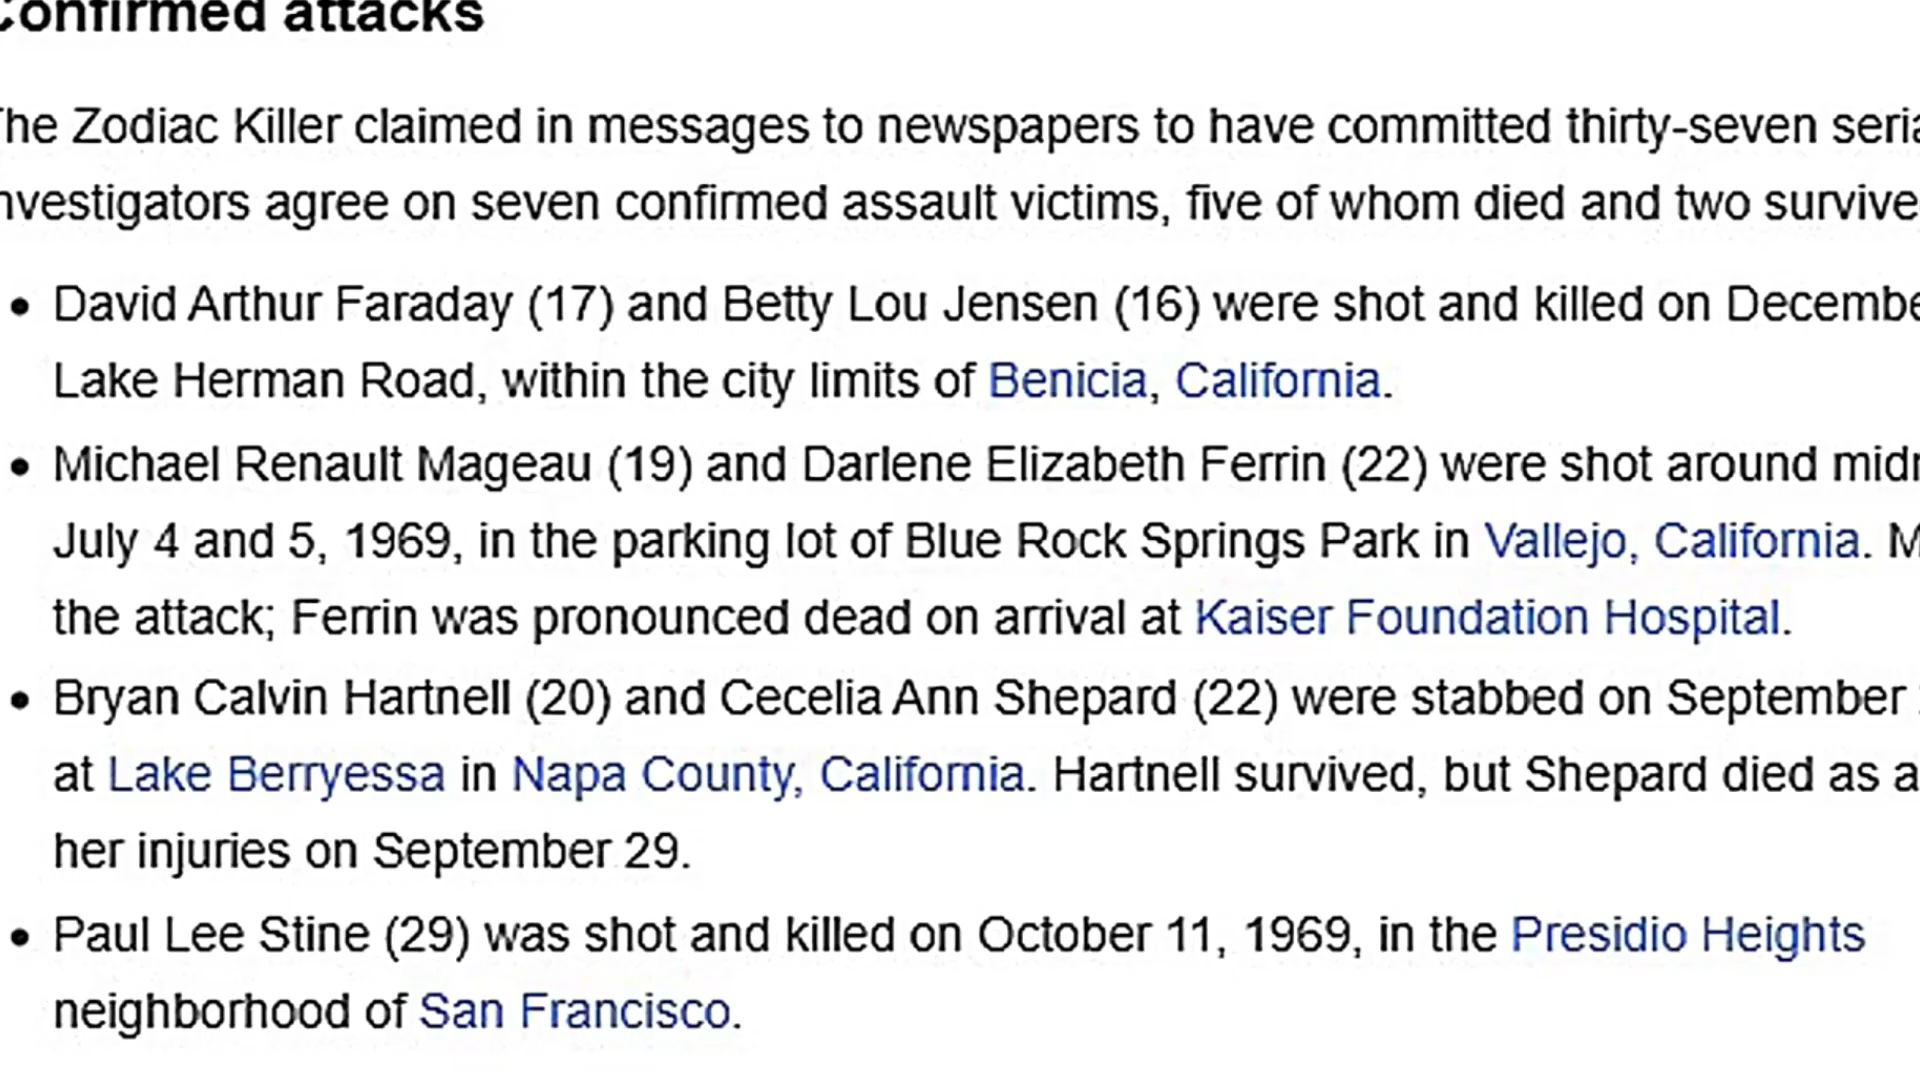 Confirmed attacks
The Zodiac Killer claimed in messages to newspapers to have committed thirty-seven
investigators agree on seven confirmed assault victims, five of whom died and two
David Arthur Faraday (17) and Betty Lou Jensen (16) were shot and killed on
Lake Herman Road, within the city limits of Benicia, California.
Michael Renault Mageau (19) and Darlene Elizabeth Ferrin (22) were shot around
July 4 and 5, 1969, in the parking lot of Blue Rock Springs Park in Vallejo, California.
the attack; Ferrin was pronounced dead on arrival at Kaiser Foundation Hospital.
Bryan Calvin Hartnell (20) and Cecelia Ann Shepard (22) were stabbed on September
at Lake Berryessa in Napa County, California. Hartnell survived, but Shepard died as a
her injuries on September 29.
Paul Lee Stine (29) was shot and killed on October 11, 1969, in the Presidio Heights
neighborhood of San Francisco.